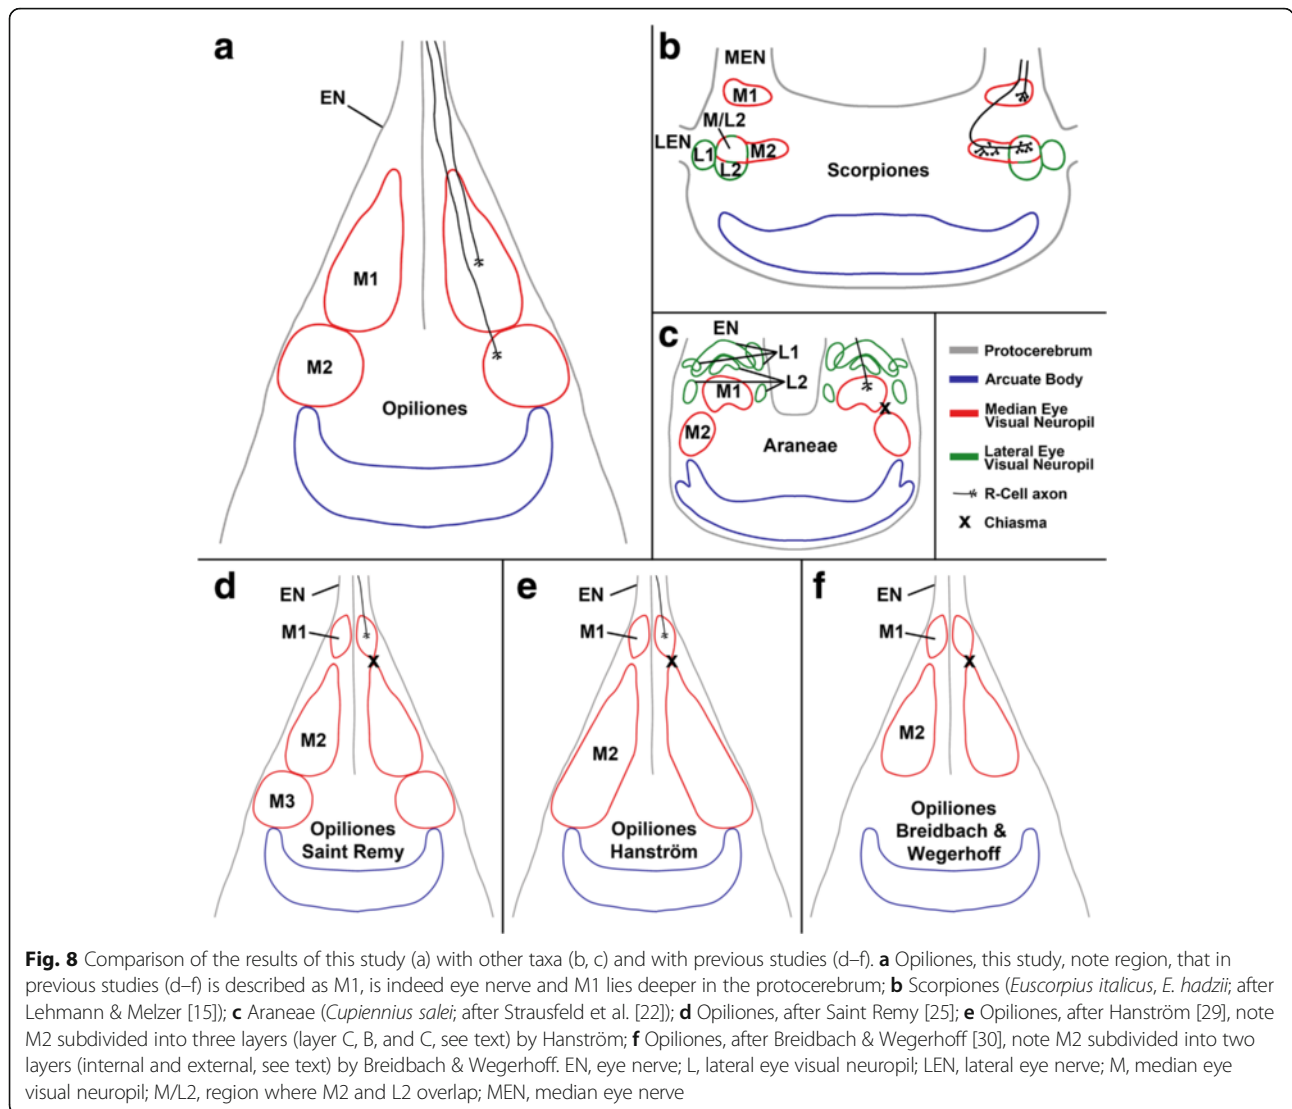 a
EN
M1
M2
Opiliones
b
MEN
M1
M/L2
LEN
L1
M2
L2
Scorpiones
c
EN
L1
L2
M1
M2
X
Araneae
Protocerebrum
Arcuate Body
Median Eye
Visual Neuropil
Lateral Eye
Visual Neuropil
R-Cell axon
X Chiasma
d
EN
M1
X
M2
M3
Opiliones
Saint Remy
e
EN
M1
X
M2
Opiliones
Hanström
f
EN
M1
X
M2
Opiliones
Breidbach &
Wegerhoff
Fig. 8 Comparison of the results of this study (a) with other taxa (b, c) and with previous studies (d–f). a Opiliones, this study, note region, that in
previous studies (d–f) is described as M1, is indeed eye nerve and M1 lies deeper in the protocerebrum; b Scorpiones (Euscorpius italicus, E. hadzii; after
Lehmann & Melzer [15]); c Araneae (Cupiennius salei; after Strausfeld et al. [22]); d Opiliones, after Saint Remy [25]; e Opiliones, after Hanström [29], note
M2 subdivided into three layers (layer C, B, and C, see text) by Hanström; f Opiliones, after Breidbach & Wegerhoff [30], note M2 subdivided into two
layers (internal and external, see text) by Breidbach & Wegerhoff. EN, eye nerve; L, lateral eye visual neuropil; LEN, lateral eye nerve; M, median eye
visual neuropil; M/L2, region where M2 and L2 overlap; MEN, median eye nerve